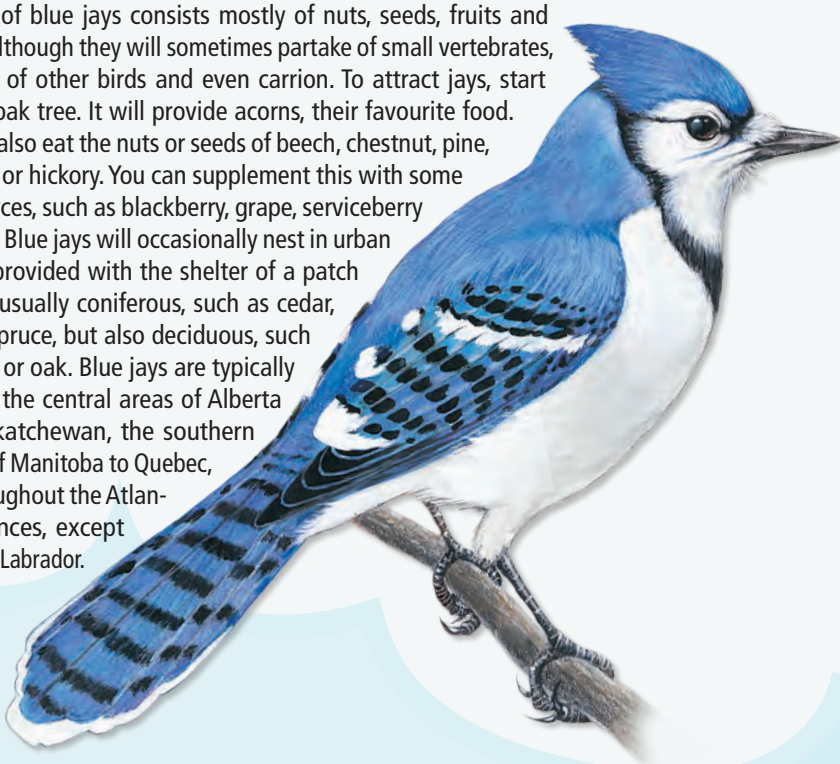 of blue jays consists mostly of nuts, seeds, fruits and
lthough they will sometimes partake of small vertebrates,
of other birds and even carrion. To attract jays, start
oak tree. It will provide acorns, their favourite food.
also eat the nuts or seeds of beech, chestnut, pine,
or hickory. You can supplement this with some
rces, such as blackberry, grape, serviceberry
Blue jays will occasionally nest in urban
provided with the shelter of a patch
usually coniferous, such as cedar,
pruce, but also deciduous, such
or oak. Blue jays are typically
the central areas of Alberta
katchewan, the southern
f Manitoba to Quebec,
ughout the Atlan-
nces, except
Labrador.